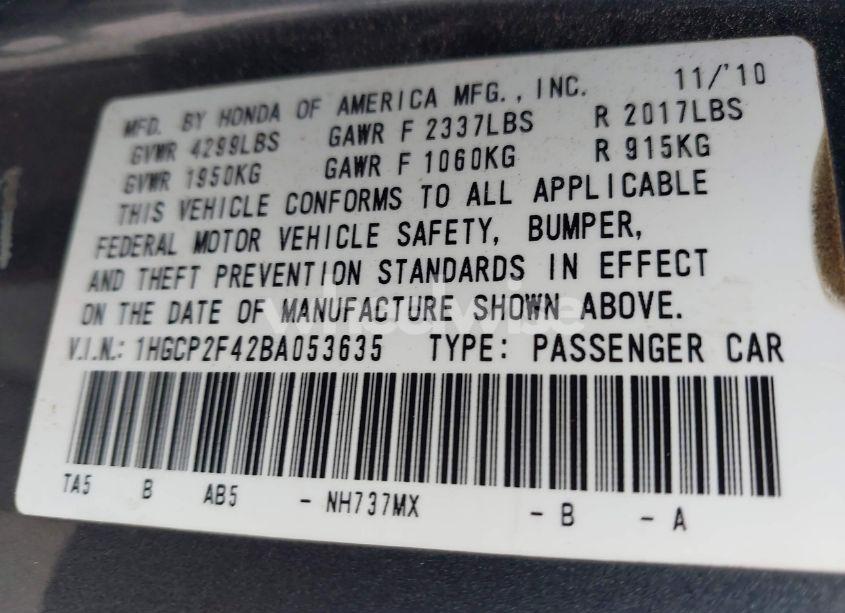 MFD. BY HONDA OF AMERICA MFG., INC. 11/'10
GVWR 4299LBS GAWR F 2337LBS R 2017LBS
GVWR 1950KG GAWR F 1060KG R 915KG
THIS VEHICLE CONFORMS TO ALL APPLICABLE
FEDERAL MOTOR VEHICLE SAFETY, BUMPER,
AND THEFT PREVENTION STANDARDS IN EFFECT
ON THE DATE OF MANUFACTURE SHOWN ABOVE.
wheelwise
V.I.N.: 1HGCP2F42BA053635 TYPE: PASSENGER CAR
TA5 B AB5 - NH737MX - B - A